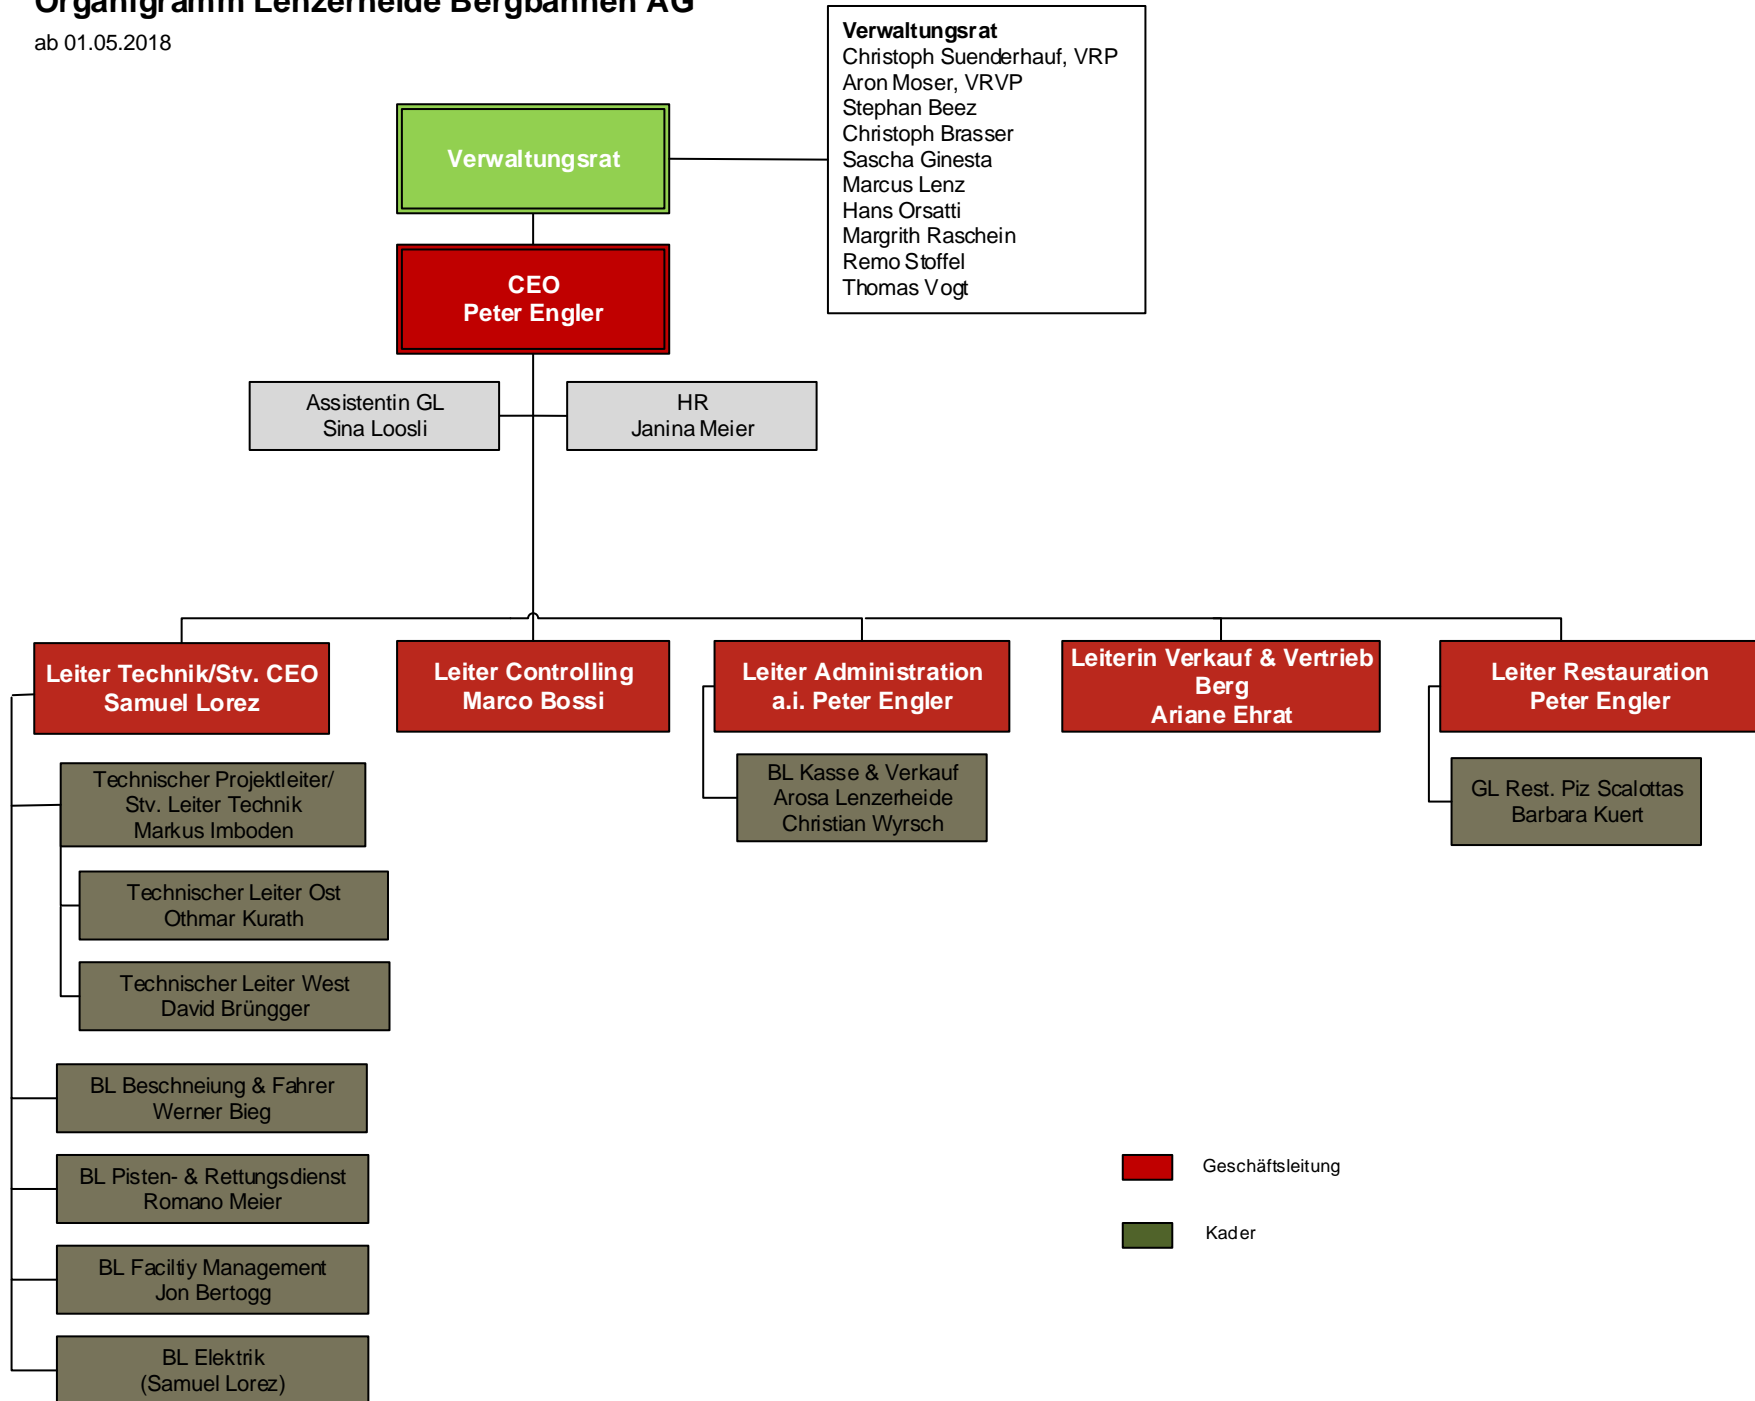 Organigramm Lenzerheide Bergbahnen AG
ab 01.05.2018
Verwaltungsrat
Christoph Suenderhauf, VRP
Aron Moser, VRVP
Stephan Beez
Christoph Brasser
Sascha Ginesta
Marcus Lenz
Hans Orsatti
Margrith Raschein
Remo Stoffel
Thomas Vogt
Verwaltungsrat
CEO
Peter Engler
Assistentin GL
Sina Loosli
HR
Janina Meier
Leiter Technik/Stv. CEO
Samuel Lorez
Leiter Controlling
Marco Bossi
Leiter Administration
a.i. Peter Engler
Leiterin Verkauf & Vertrieb
Berg
Ariane Ehrat
Leiter Restauration
Peter Engler
Technischer Projektleiter/
Stv. Leiter Technik
Markus Imboden
BL Kasse & Verkauf
Arosa Lenzerheide
Christian Wyrsch
GL Rest. Piz Scalottas
Barbara Kuert
Technischer Leiter Ost
Othmar Kurath
Technischer Leiter West
David Brüngger
BL Beschneiung & Fahrer
Werner Bieg
BL Pisten- & Rettungsdienst
Romano Meier
BL Faciltiy Management
Jon Bertogg
BL Elektrik
(Samuel Lorez)
Geschäftsleitung
Kader